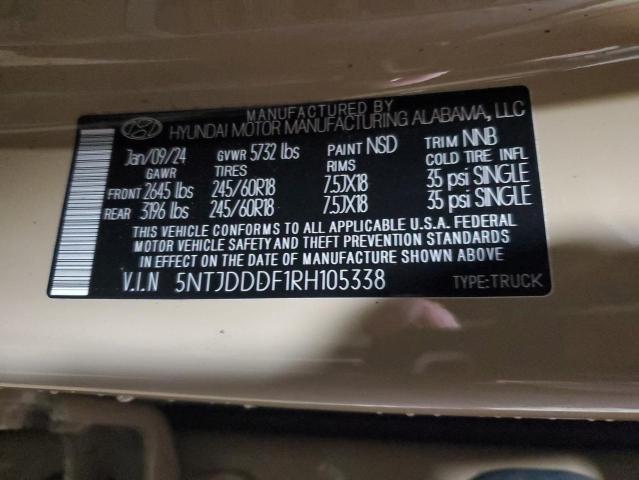 MANUFACTURED BY
HYUNDAI MOTOR MANUFACTURING ALABAMA, LLC
Jan/09/24 GVWR 5732 lbs PAINT NSD TRIM NNB
GAWR TIRES RIMS COLD TIRE INFL
FRONT 2645 lbs 245/60R18 7.5JX18 35 psi SINGLE
REAR 3196 lbs 245/60R18 7.5JX18 35 psi SINGLE
THIS VEHICLE CONFORMS TO ALL APPLICABLE U.S.A. FEDERAL
MOTOR VEHICLE SAFETY AND THEFT PREVENTION STANDARDS
IN EFFECT ON THE DATE OF MANUFACTURE SHOWN ABOVE
V.I.N 5NTJDDDF1RH105338 TYPE:TRUCK